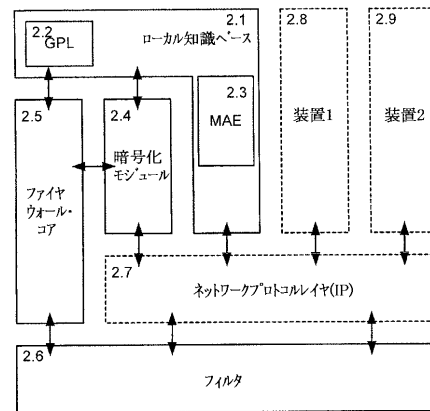 2.1
2.2
GPL
ローカル知識ベース
2.3
MAE
2.8
装置1
2.9
装置2
2.5
ファイヤ
ウォール・
コア
2.4
暗号化
モジュール
2.7
ネットワークプロトコルレイヤ(IP)
2.6
フィルタ